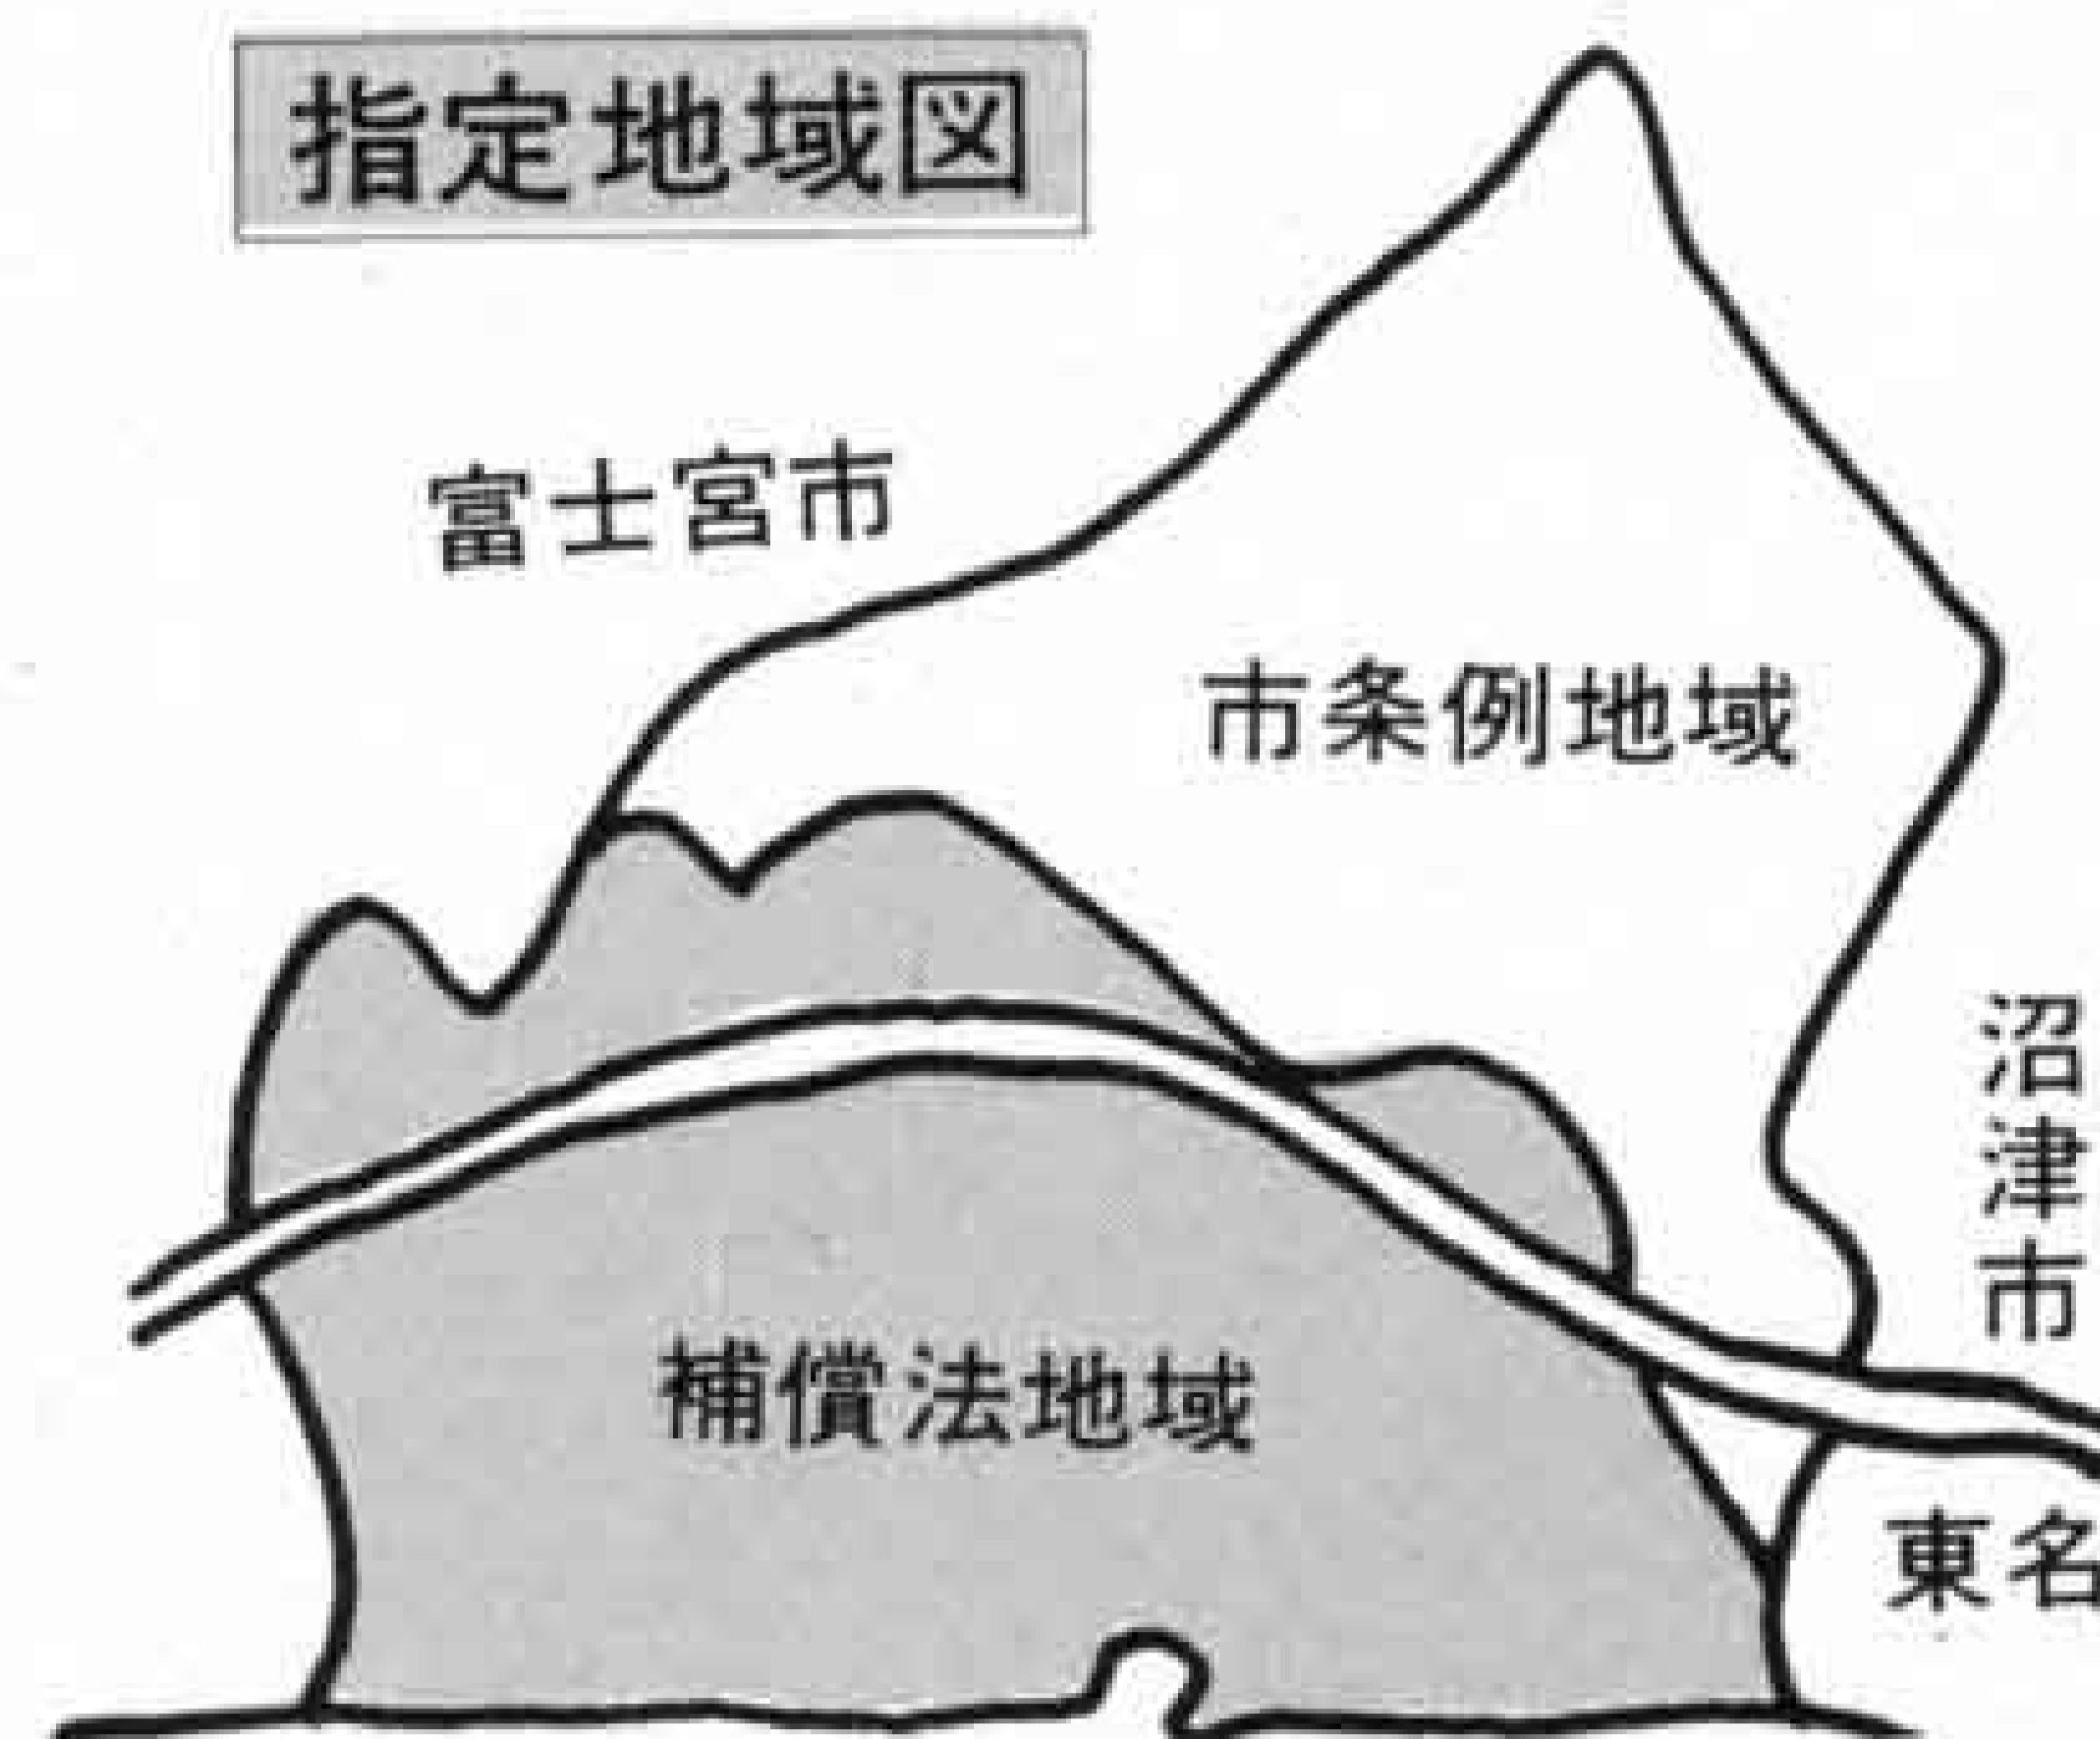 指定地域図
富士宮市
市条例地域
沼津市
補償法地域
東名